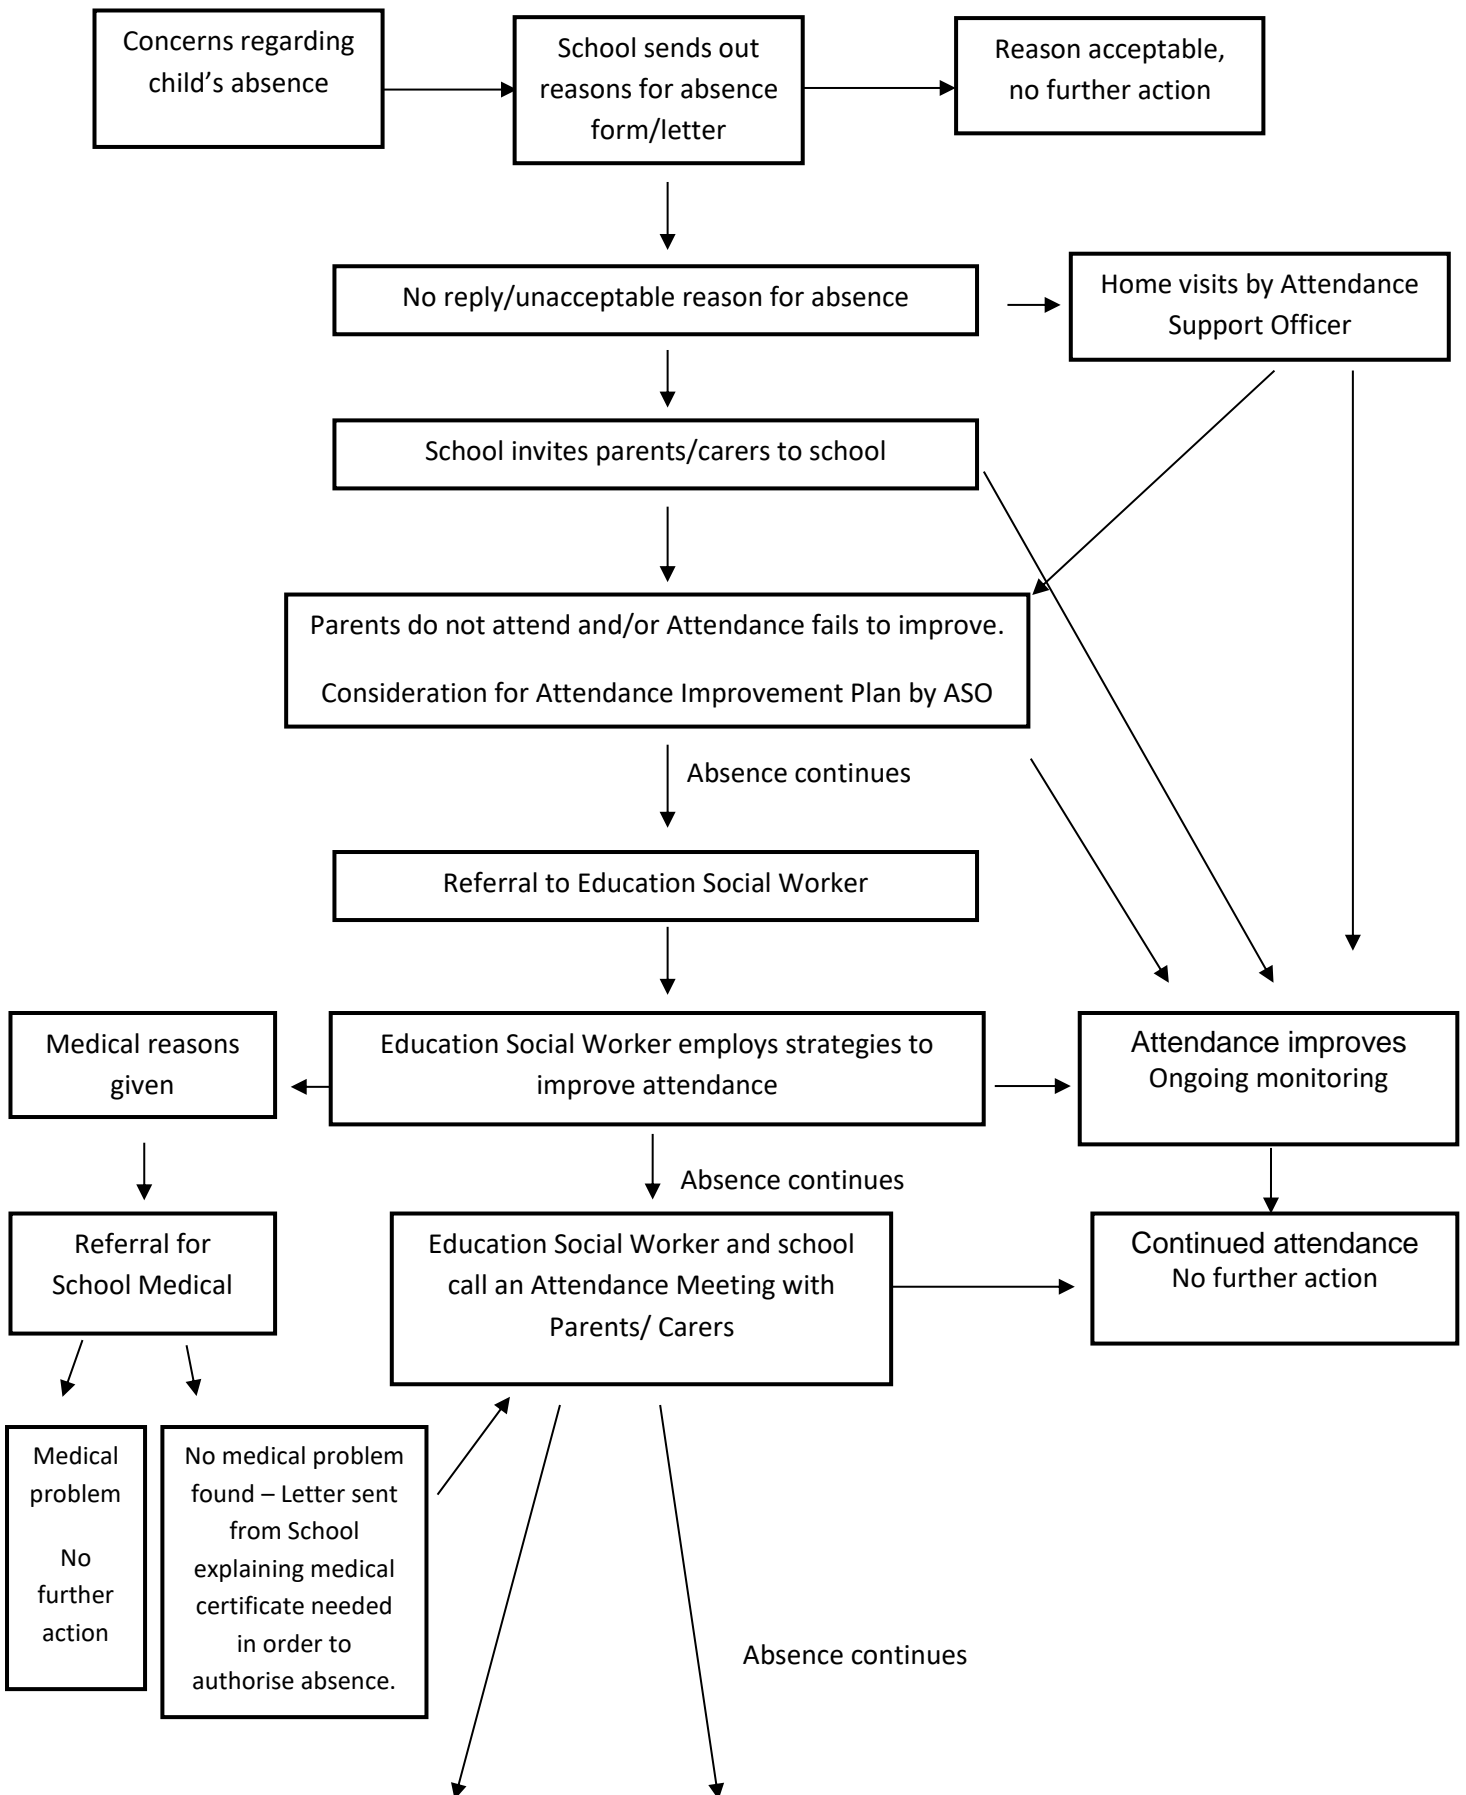 Concerns regarding
child’s absence
School sends out
reasons for absence
form/letter
Reason acceptable,
no further action
No reply/unacceptable reason for absence
Home visits by Attendance
Support Officer
School invites parents/carers to school
Parents do not attend and/or Attendance fails to improve.
Consideration for Attendance Improvement Plan by ASO
Absence continues
Referral to Education Social Worker
Medical reasons
given
Education Social Worker employs strategies to
improve attendance
Attendance improves
Ongoing monitoring
Absence continues
Referral for
School Medical
Education Social Worker and school
call an Attendance Meeting with
Parents/ Carers
Continued attendance
No further action
Medical
problem
No
further
action
No medical problem
found – Letter sent
from School
explaining medical
certificate needed
in order to
authorise absence.
Absence continues